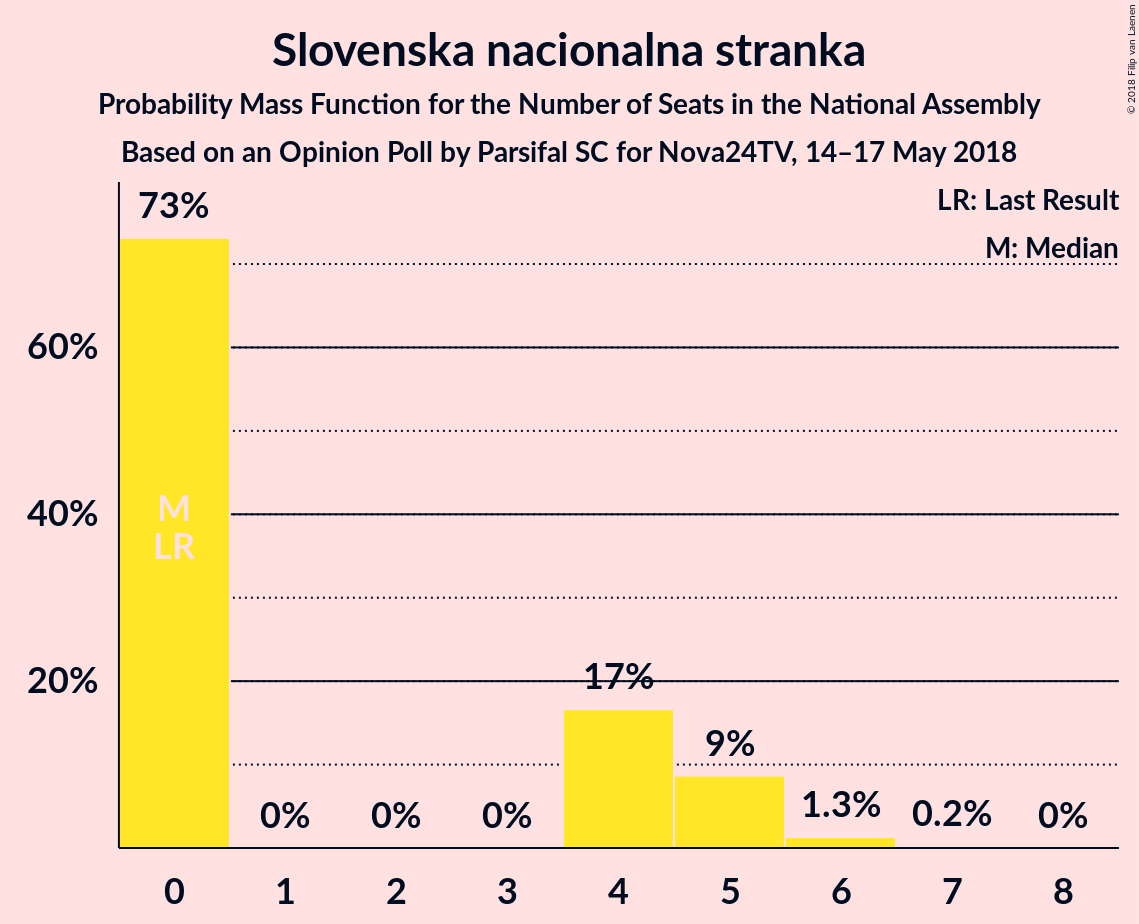 Slovenska nacionalna stranka
Probability Mass Function for the Number of Seats in the National Assembly
Based on an Opinion Poll by Parsifal SC for Nova24TV, 14–17 May 2018
© 2018 Filip van Laenen
LR: Last Result
M: Median
73%
60%
40%
20%
M
LR
0%
0%
0%
17%
9%
1.3%
0.2%
0%
0 1 2 3 4 5 6 7 8